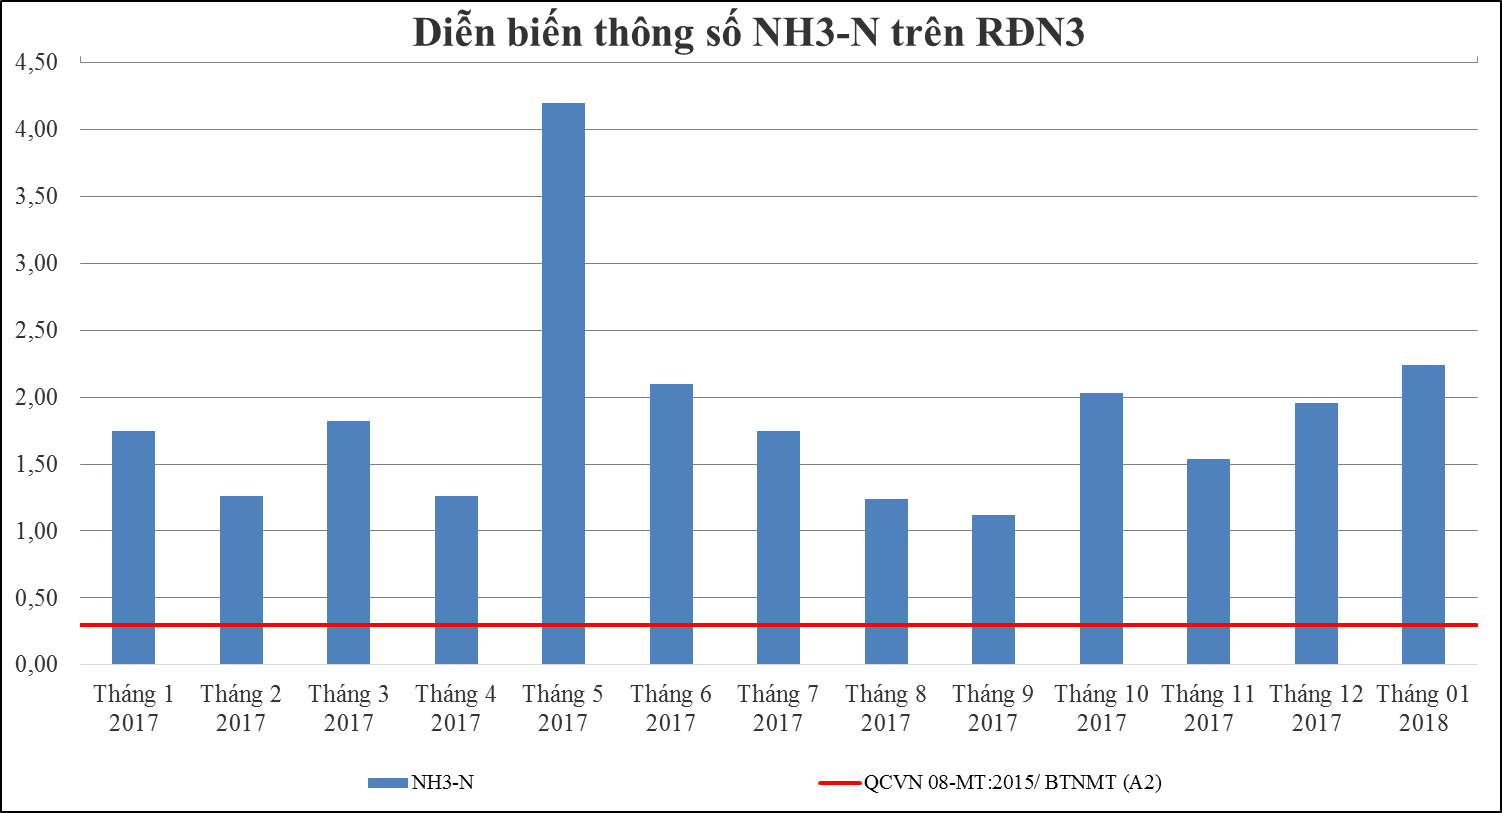 Diễn biến thông số NH3-N trên RĐN3
4,50
4,00
3,50
3,00
2,50
2,00
1,50
1,00
0,50
0,00
Tháng 1 Tháng 2 Tháng 3 Tháng 4 Tháng 5 Tháng 6 Tháng 7 Tháng 8 Tháng 9 Tháng 10 Tháng 11 Tháng 12 Tháng 01
2017 2017 2017 2017 2017 2017 2017 2017 2017 2017 2017 2017 2018
NH3-N QCVN 08-MT:2015/ BTNMT (A2)